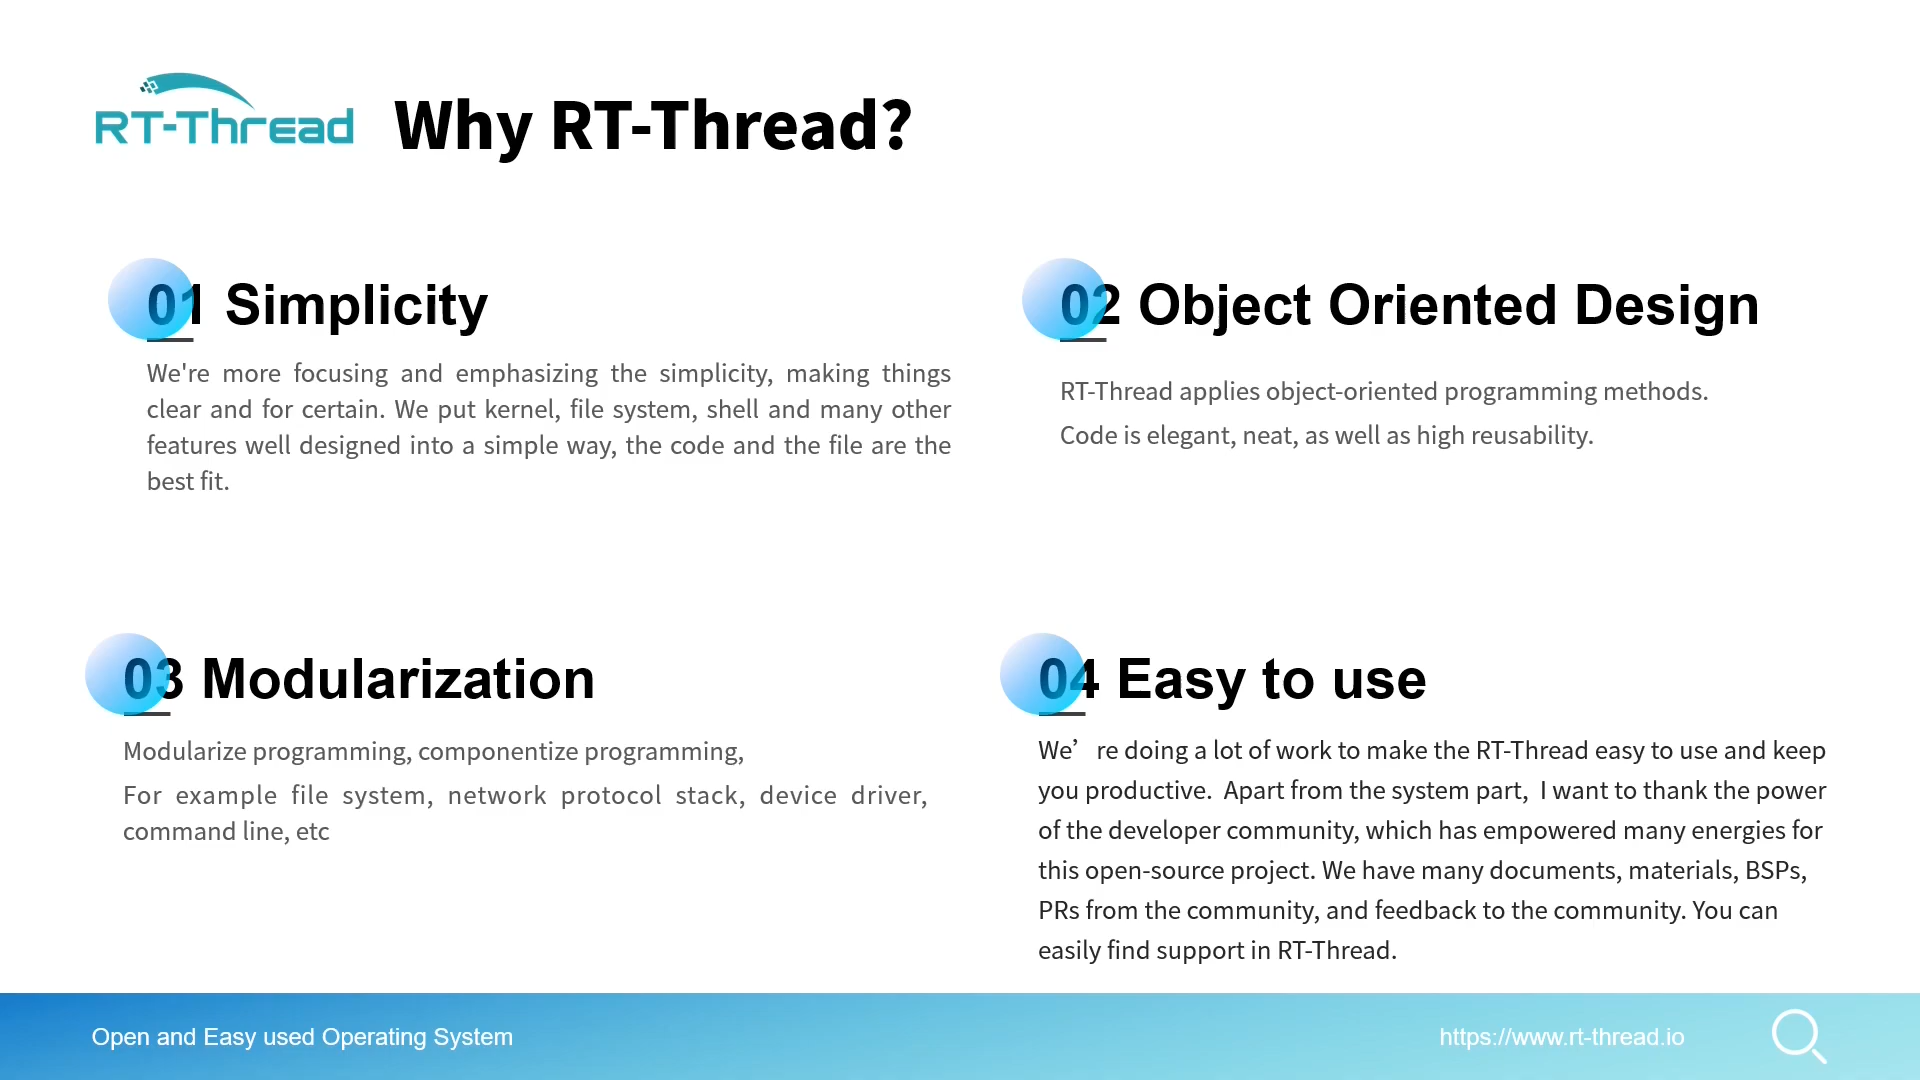 RT-Thread
Why RT-Thread?
01 Simplicity
We're more focusing and emphasizing the simplicity, making things
clear and for certain. We put kernel, file system, shell and many other
features well designed into a simple way, the code and the file are the
best fit.
02 Object Oriented Design
RT-Thread applies object-oriented programming methods.
Code is elegant, neat, as well as high reusability.
03 Modularization
Modularize programming, componentize programming,
For example file system, network protocol stack, device driver,
command line, etc
04 Easy to use
We’re doing a lot of work to make the RT-Thread easy to use and keep
you productive. Apart from the system part, I want to thank the power
of the developer community, which has empowered many energies for
this open-source project. We have many documents, materials, BSPs,
PRs from the community, and feedback to the community. You can
easily find support in RT-Thread.
Open and Easy used Operating System
https://www.rt-thread.io